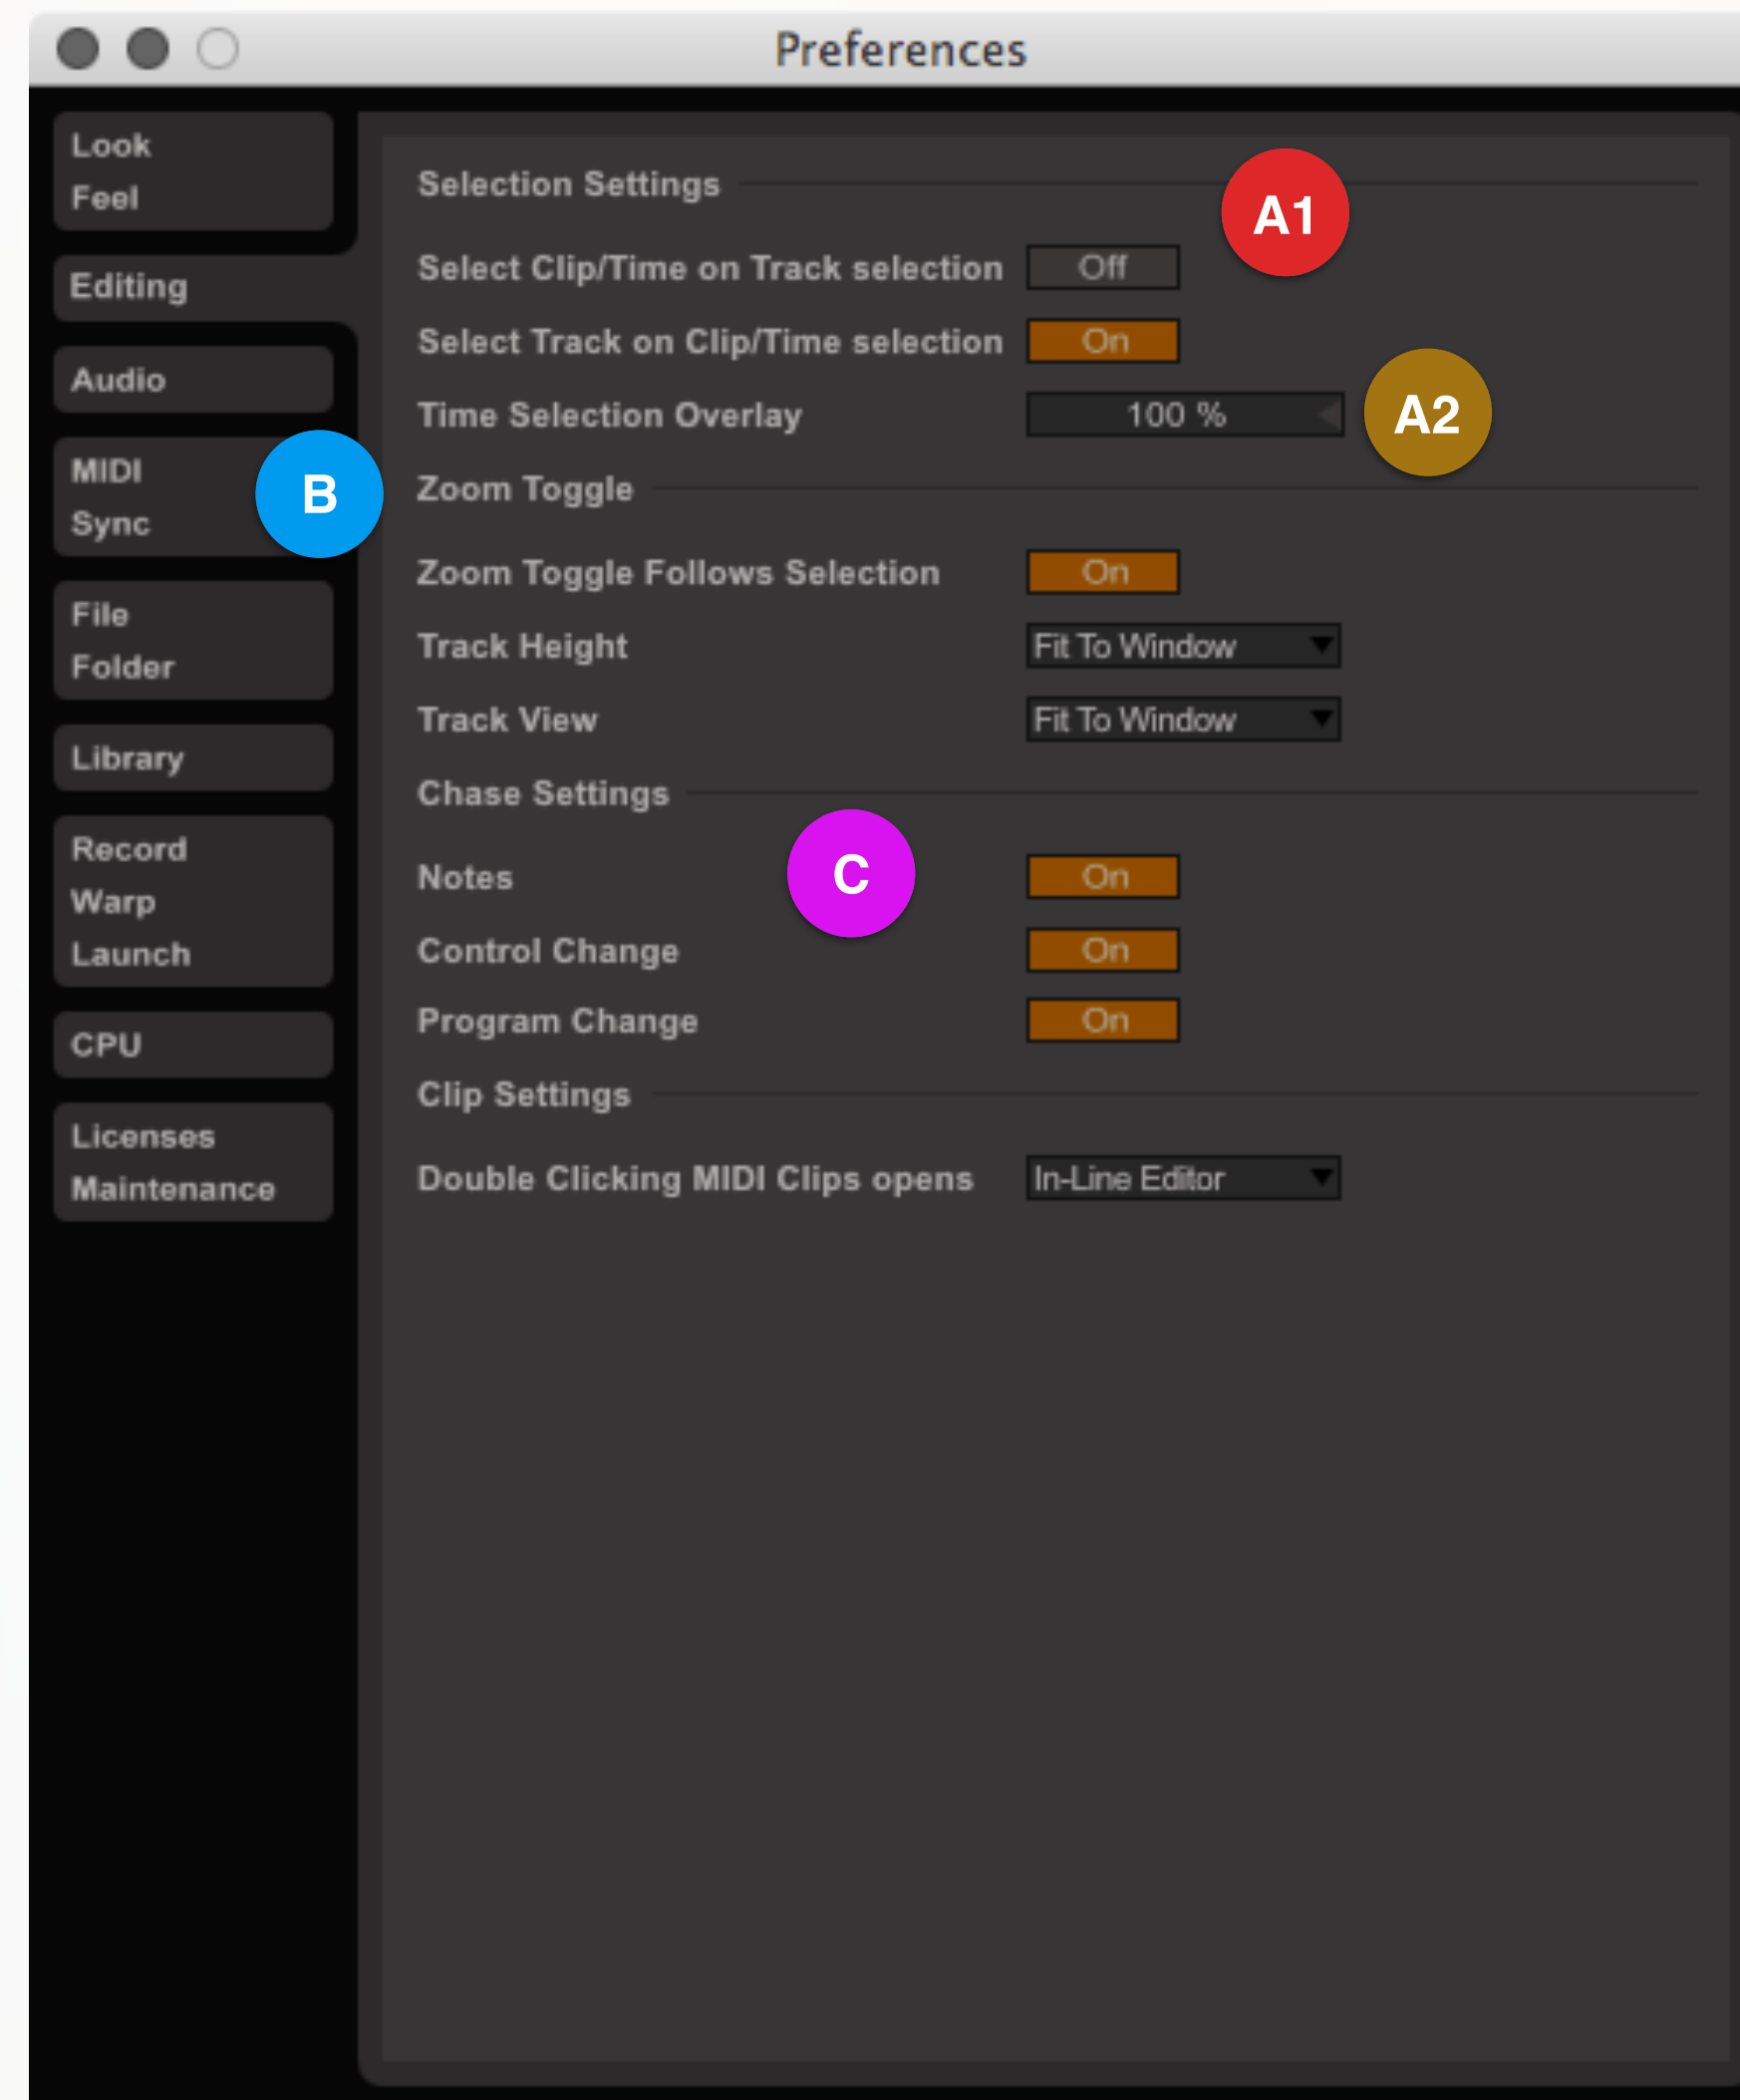 Preferences
Look
Feel
Editing
Audio
MIDI
Sync
B
File
Folder
Library
Record
Warp
Launch
CPU
Licenses
Maintenance
Selection Settings
A1
Select Clip/Time on Track selection Off
Select Track on Clip/Time selection On
Time Selection Overlay 100 % A2
Zoom Toggle
Zoom Toggle Follows Selection On
Track Height Fit To Window
Track View Fit To Window
Chase Settings
Notes C On
Control Change On
Program Change On
Clip Settings
Double Clicking MIDI Clips opens In-Line Editor